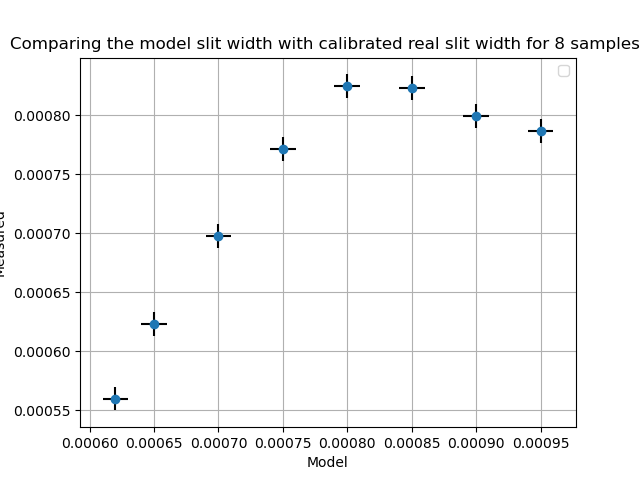 Comparing the model slit width with calibrated real slit width for 8 samples
0.00080
0.00075
0.00070
0.00065
0.00060
0.00055
Measured
0.00060 0.00065 0.00070 0.00075 0.00080 0.00085 0.00090 0.00095
Model